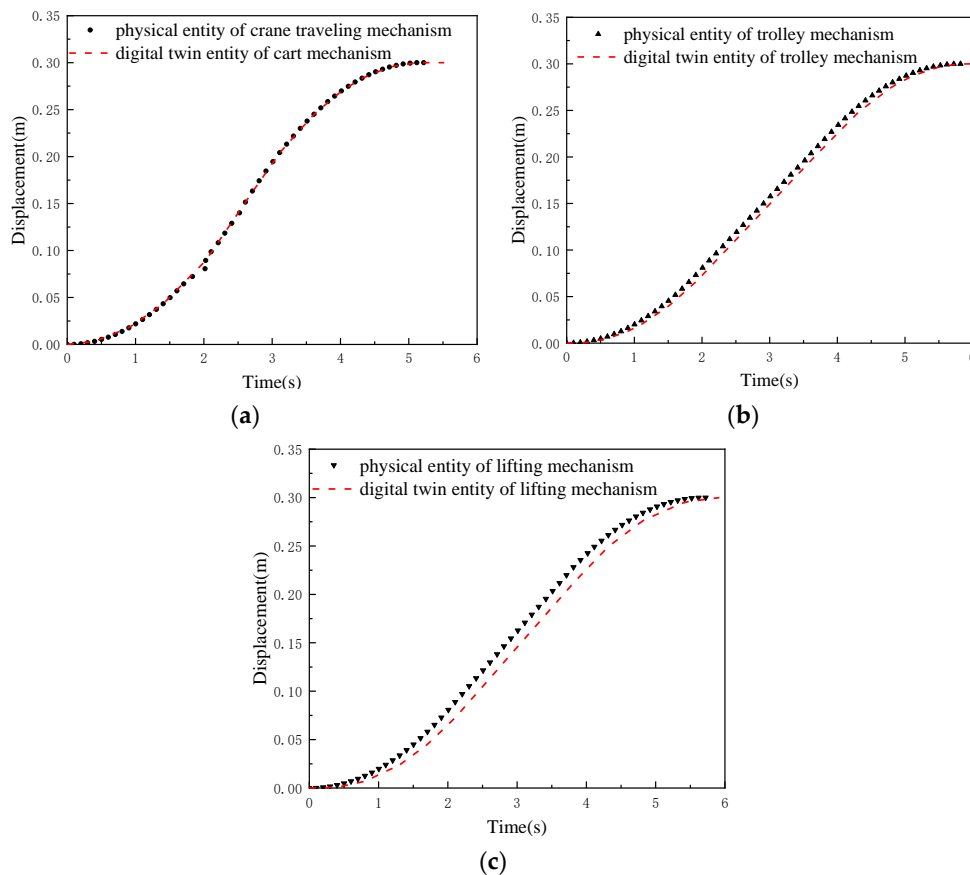 0.35
physical entity of crane traveling mechanism
digital twin entity of cart mechanism
0.30
0.25
0.20
0.15
0.10
0.05
0.00
Displacement(m)
0 1 2 3 4 5 6
Time(s)
(a)
0.35
physical entity of trolley mechanism
digital twin entity of trolley mechanism
0.30
0.25
0.20
0.15
0.10
0.05
0.00
Displacement(m)
0 1 2 3 4 5 6
Time(s)
(b)
0.35
physical entity of lifting mechanism
digital twin entity of lifting mechanism
0.30
0.25
0.20
0.15
0.10
0.05
0.00
Displacement(m)
0 1 2 3 4 5 6
Time(s)
(c)